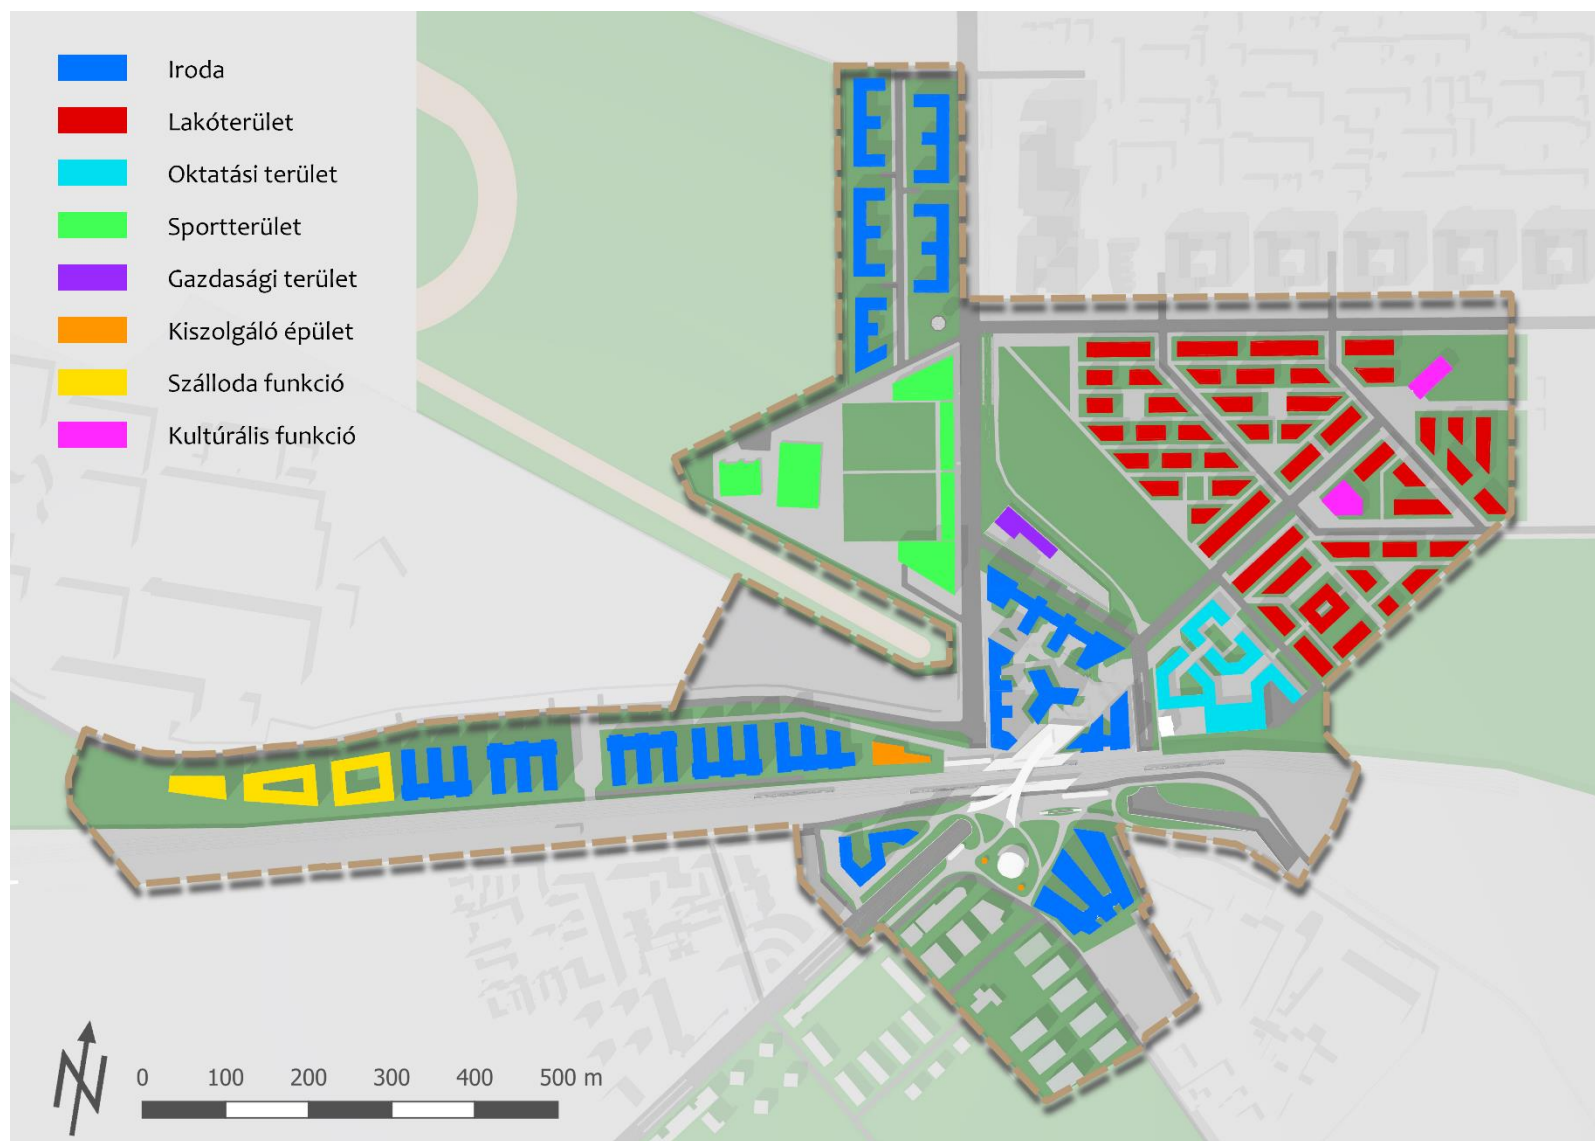 Iroda
Lakóterület
Oktatási terület
Sportterület
Gazdasági terület
Kiszolgáló épület
Szálloda funkció
Kultúrális funkció
0 100 200 300 400 500 m